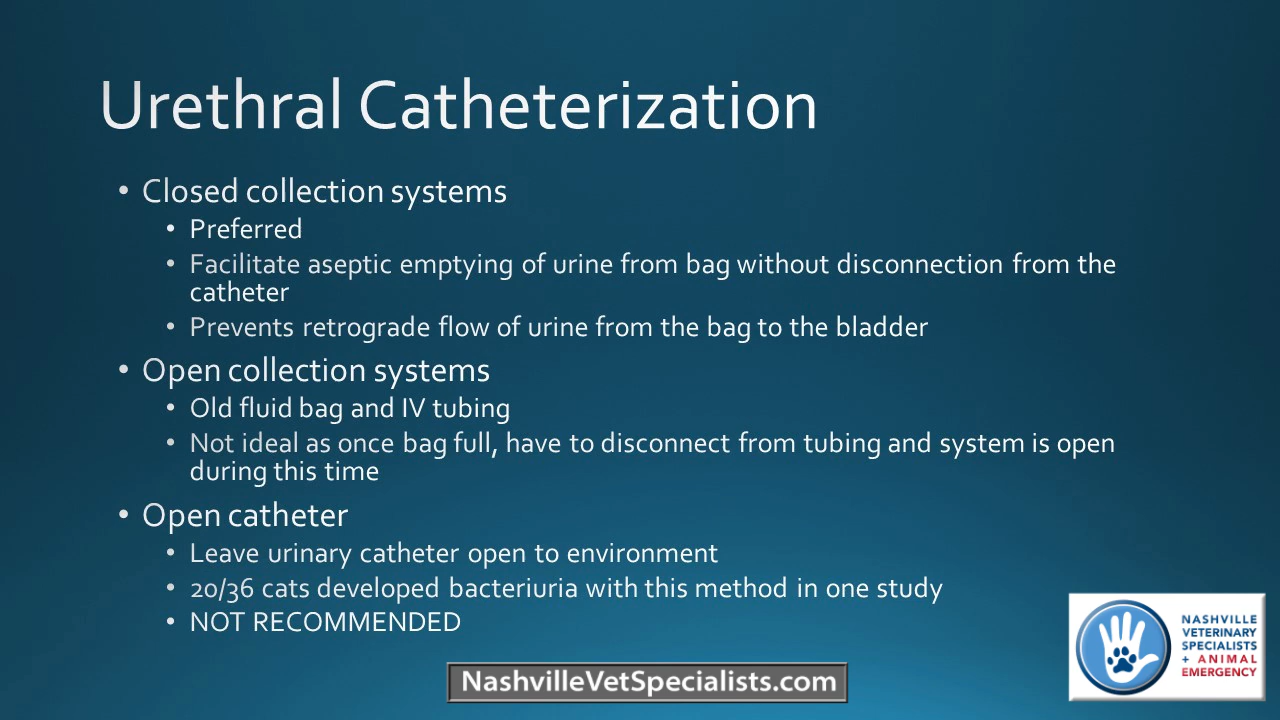 Urethral Catheterization
• Closed collection systems
• Preferred
• Facilitate aseptic emptying of urine from bag without disconnection from the
catheter
• Prevents retrograde flow of urine from the bag to the bladder
• Open collection systems
• Old fluid bag and IV tubing
• Not ideal as once bag full, have to disconnect from tubing and system is open
during this time
• Open catheter
• Leave urinary catheter open to environment
• 20/36 cats developed bacteriuria with this method in one study
• NOT RECOMMENDED
NashvilleVetSpecialists.com
NASHVILLE
VETERINARY
SPECIALISTS
+ ANIMAL
EMERGENCY